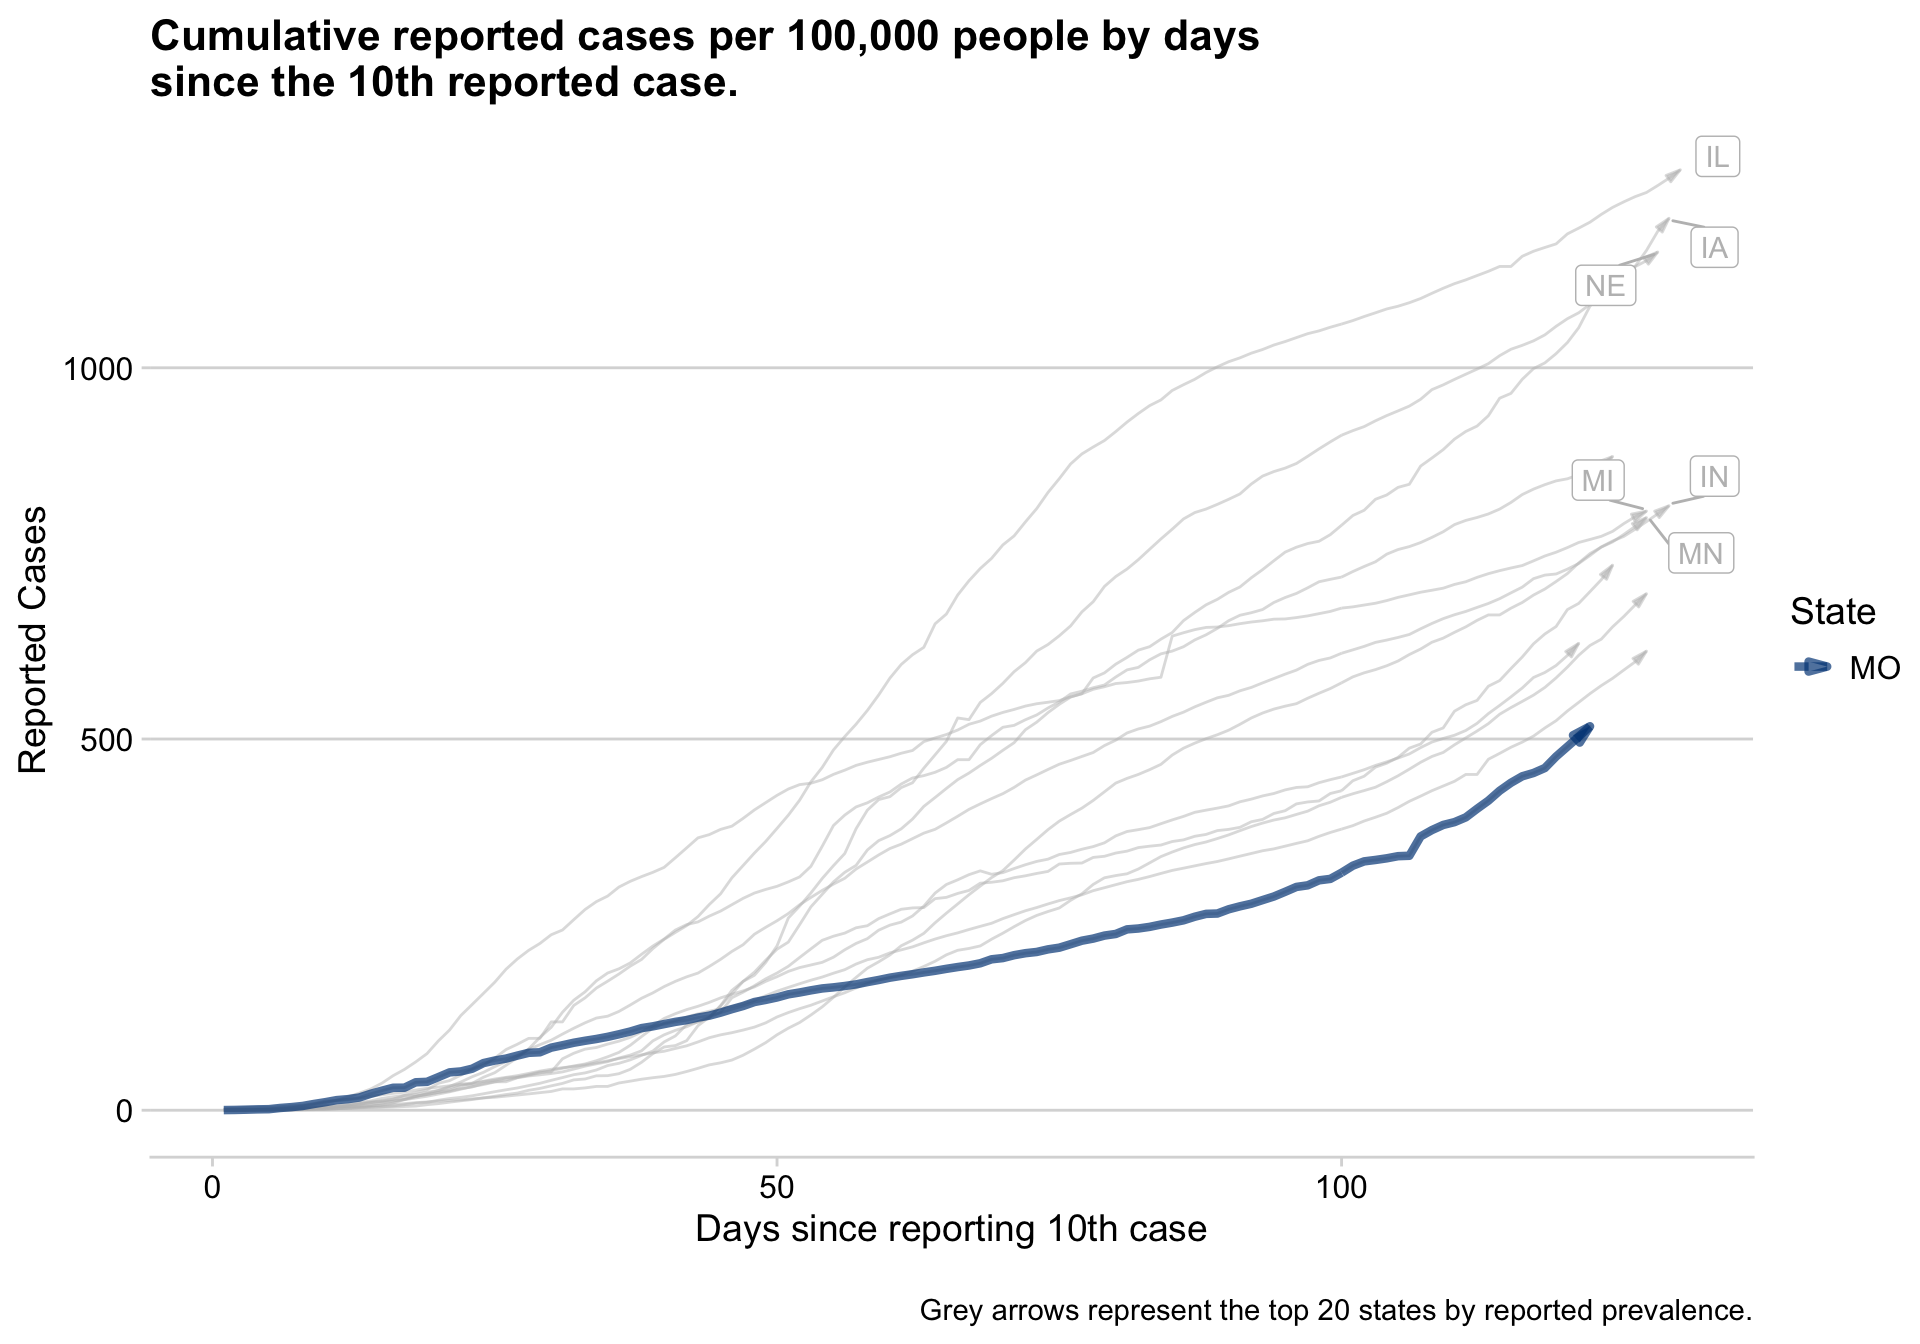 Cumulative reported cases per 100,000 people by days
since the 10th reported case.
IL
IA
NE
1000
MI
IN
MN
Reported Cases
State
MO
500
0
0
50
100
Days since reporting 10th case
Grey arrows represent the top 20 states by reported prevalence.